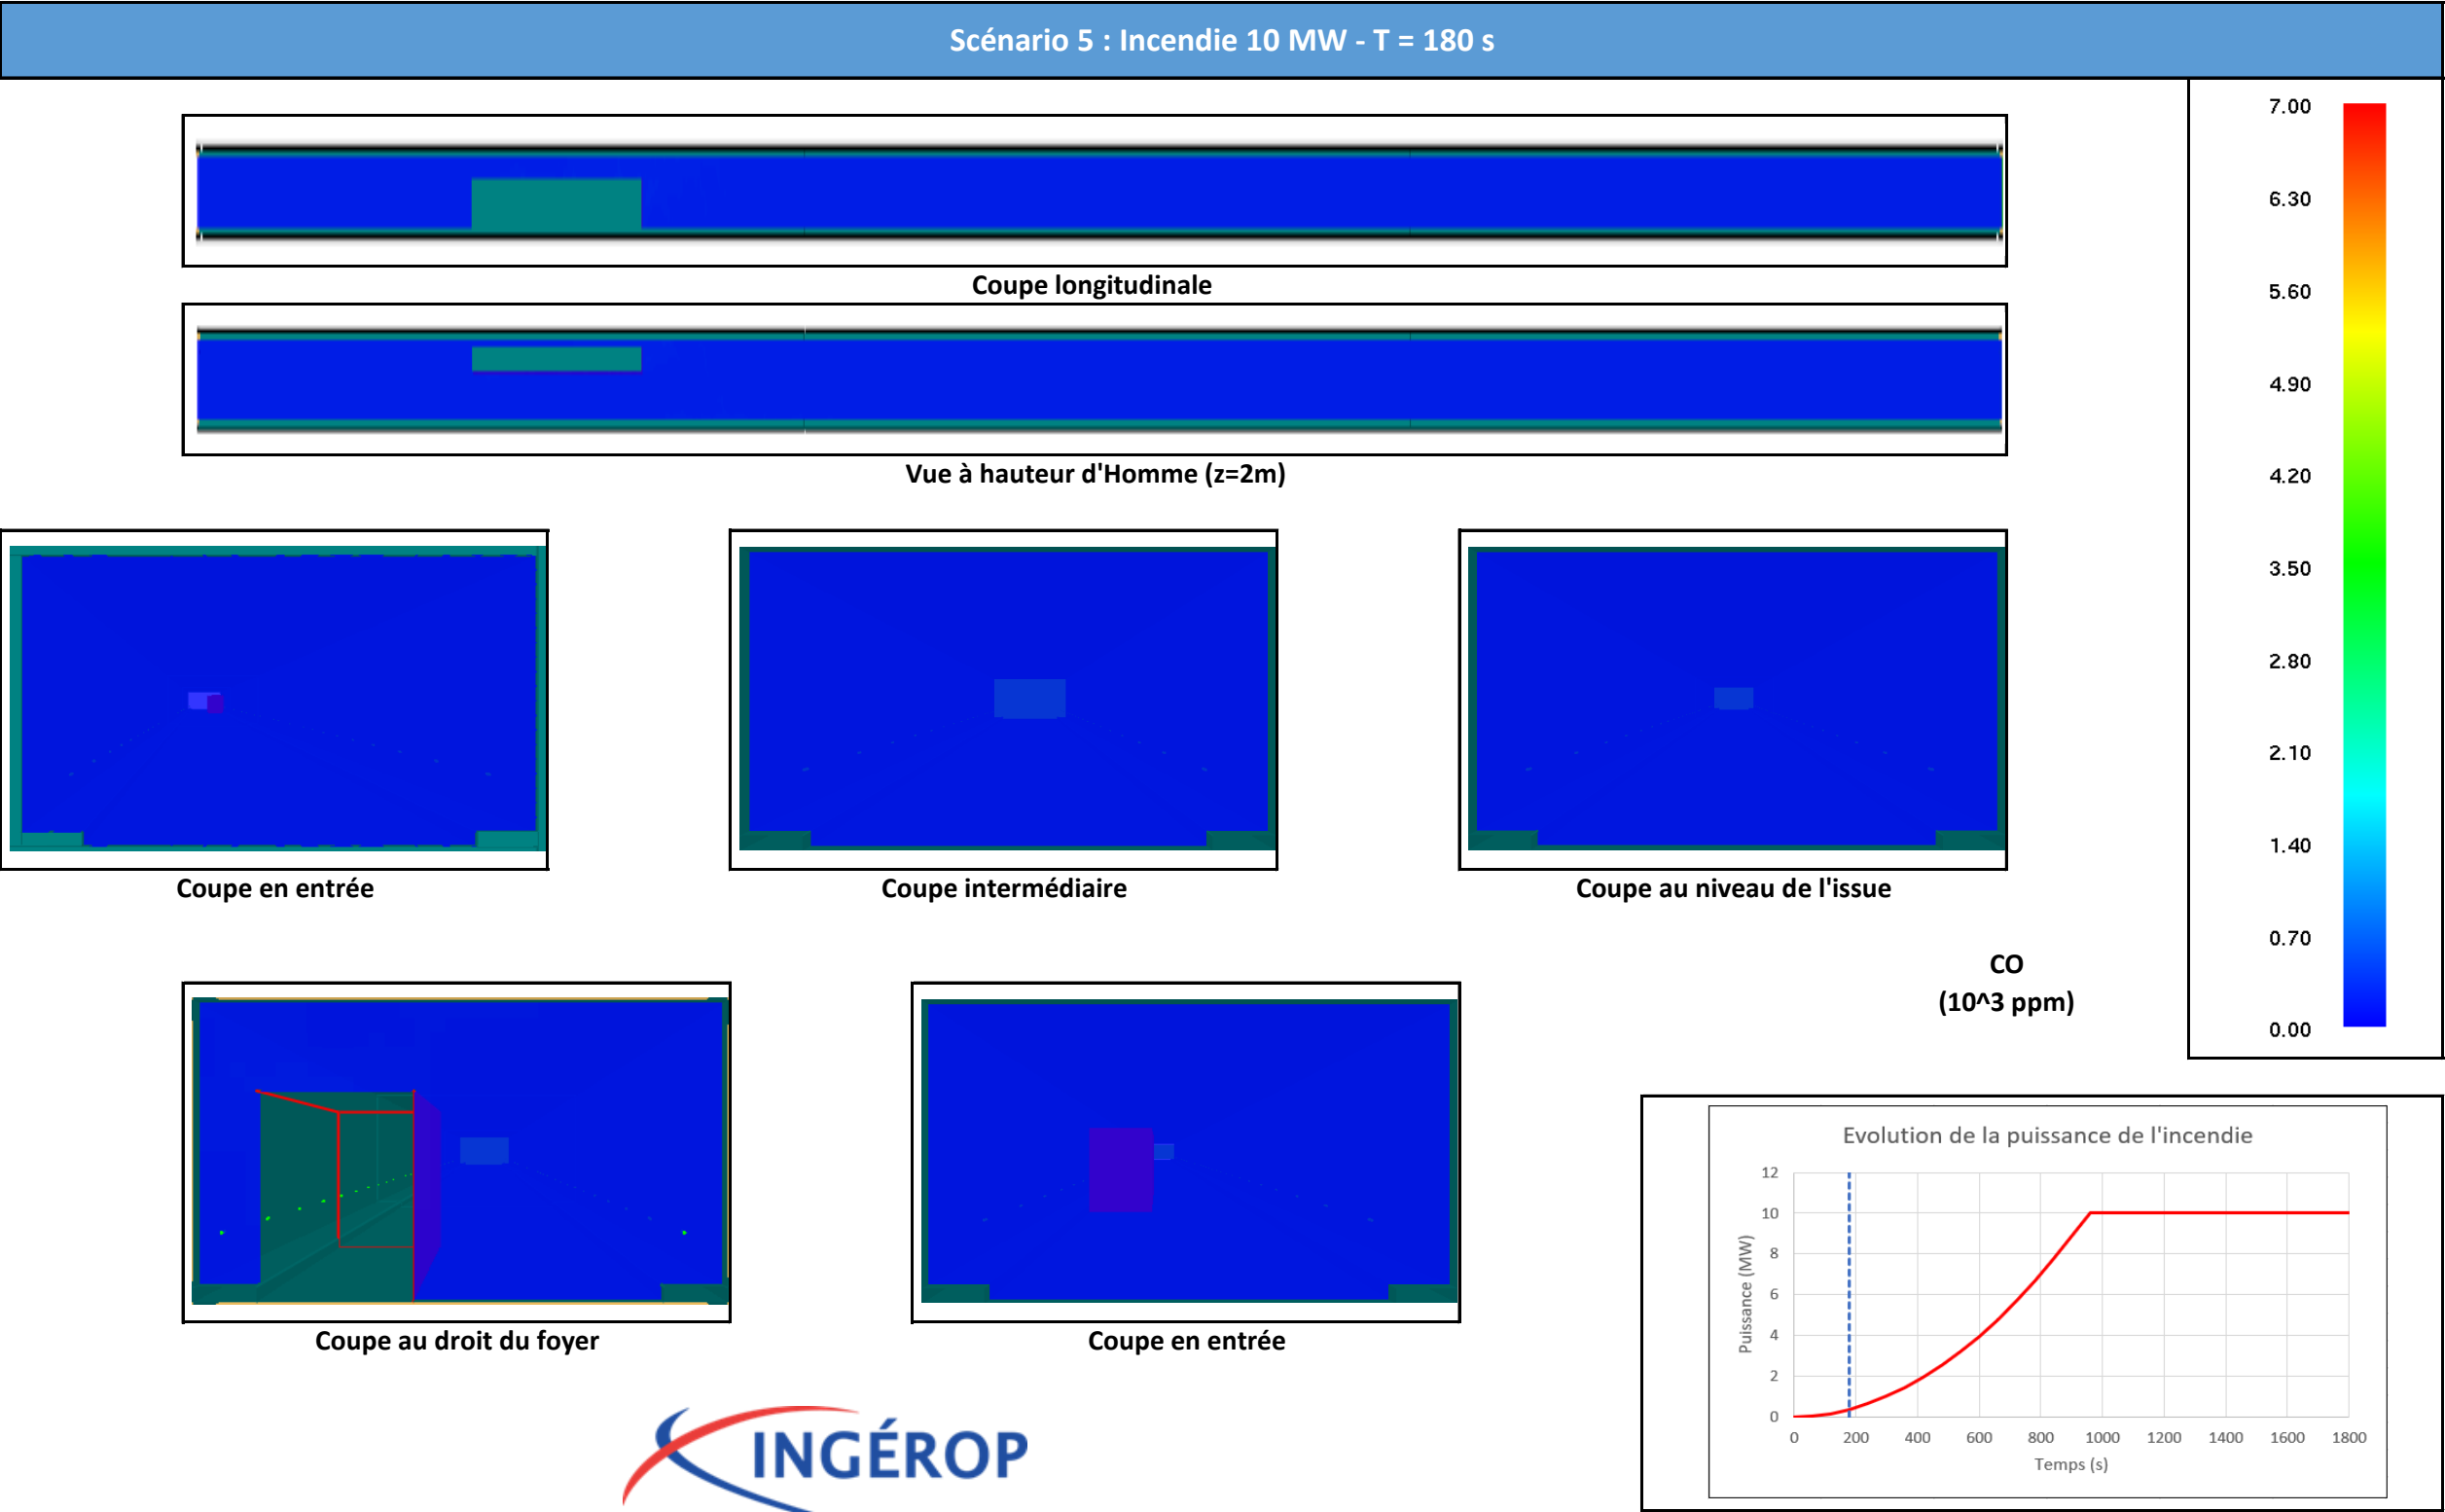 Scénario 5 : Incendie 10 MW - T = 180 s
7.00
6.30
5.60
4.90
4.20
3.50
2.80
2.10
1.40
0.70
0.00
Coupe longitudinale
Vue à hauteur d'Homme (z=2m)
Coupe en entrée
Coupe intermédiaire
Coupe au niveau de l'issue
CO
(10^3 ppm)
Coupe au droit du foyer
Coupe en entrée
Evolution de la puissance de l'incendie
Puissance (MW)
12
10
8
6
4
2
0
0 200 400 600 800 1000 1200 1400 1600 1800
Temps (s)
INGÉROP